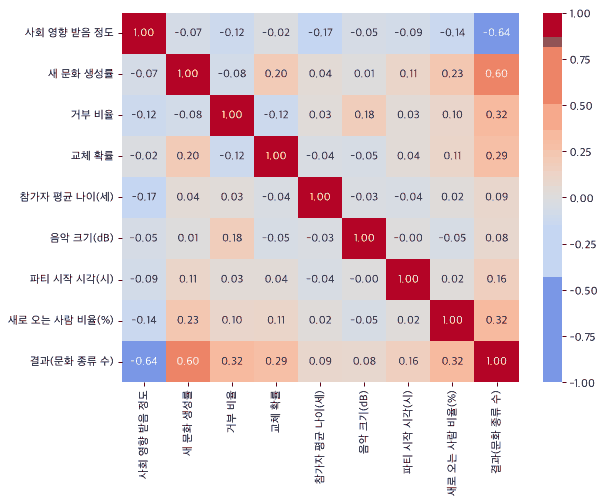 사회 영향 받음 정도 1.00 -0.07 -0.12 -0.02 -0.17 -0.05 -0.09 -0.14 -0.64
새 문화 생성률 -0.07 1.00 -0.08 0.20 0.04 0.01 0.11 0.23 0.60
거부 비율 -0.12 -0.08 1.00 -0.12 0.03 0.18 0.03 0.10 0.32
교체 확률 -0.02 0.20 -0.12 1.00 -0.04 -0.05 0.04 0.11 0.29
참가자 평균 나이(세) -0.17 0.04 0.03 -0.04 1.00 -0.03 -0.04 0.02 0.09
음악 크기(dB) -0.05 0.01 0.18 -0.05 -0.03 1.00 -0.00 -0.05 0.08
파티 시작 시각(시) -0.09 0.11 0.03 0.04 -0.04 -0.00 1.00 0.02 0.16
새로 오는 사람 비율(%) -0.14 0.23 0.10 0.11 0.02 -0.05 0.02 1.00 0.32
결과(문화 종류 수) -0.64 0.60 0.32 0.29 0.09 0.08 0.16 0.32 1.00
사회 영향 받음 정도
새 문화 생성률
거부 비율
교체 확률
참가자 평균 나이(세)
음악 크기(dB)
파티 시작 시각(시)
새로 오는 사람 비율(%)
결과(문화 종류 수)
1.00
0.75
0.50
0.25
0.00
-0.25
-0.50
-0.75
-1.00